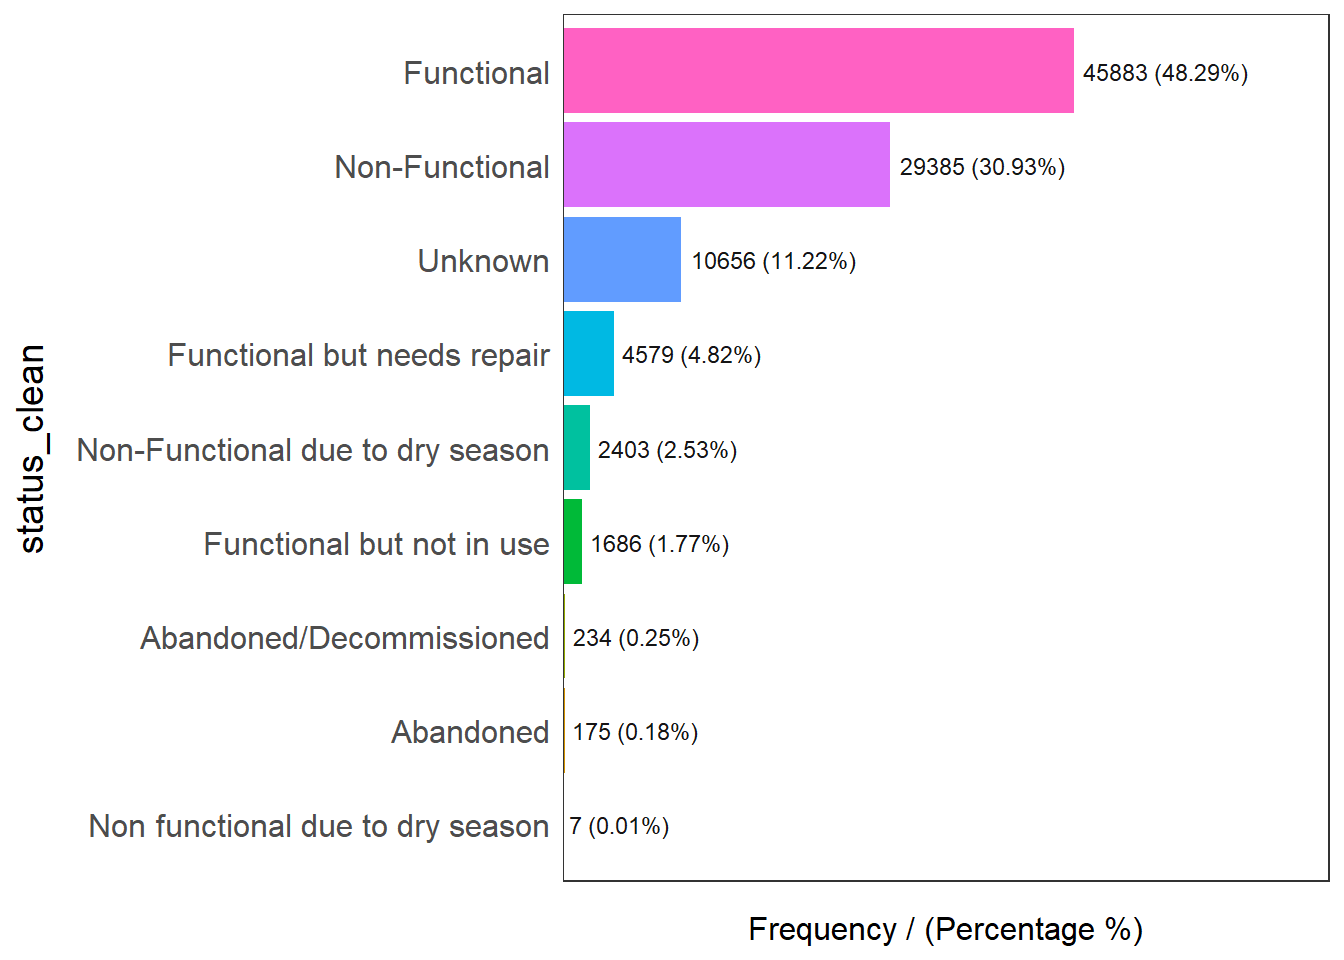 Functional 45883 (48.29%)
Non-Functional 29385 (30.93%)
Unknown 10656 (11.22%)
Functional but needs repair 4579 (4.82%)
Non-Functional due to dry season 2403 (2.53%)
Functional but not in use 1686 (1.77%)
Abandoned/Decommissioned 234 (0.25%)
Abandoned 175 (0.18%)
Non functional due to dry season 7 (0.01%)
status_clean
Frequency / (Percentage %)